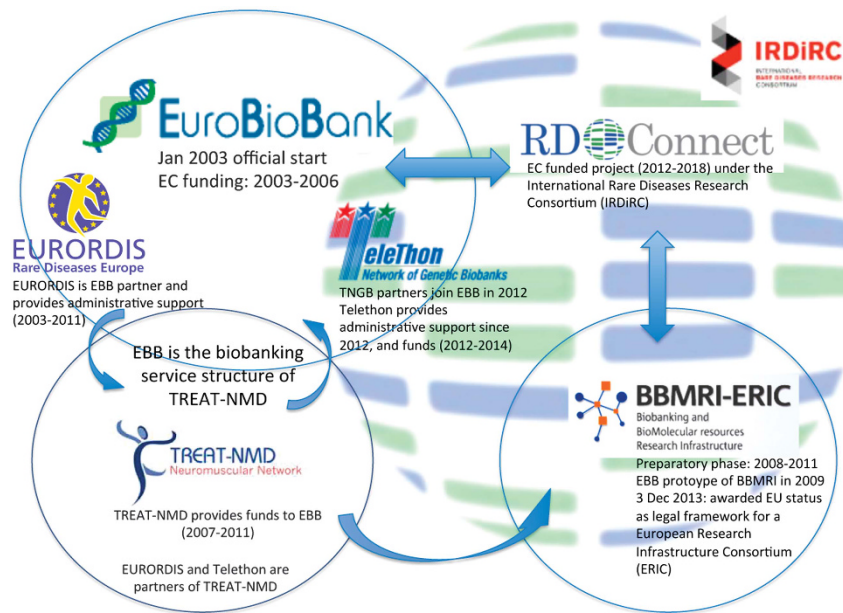 IRDiRC
INTERNATIONAL
RARE DISEASES RESEARCH
CONSORTIUM
EUROBIOBANK
Jan 2003 official start
EC funding: 2003-2006
RD Connect
EC funded project (2012-2018) under the
International Rare Diseases Research
Consortium (IRDiRC)
EURORDIS
Rare Diseases Europe
EURORDIS is EBB partner and
provides administrative support
(2003-2011)
TeleThon
Network of Genetic Biobanks
TNGB partners join EBB in 2012
Telethon provides
administrative support since
2012, and funds (2012-2014)
EBB is the biobanking
service structure of
TREAT-NMD
TREAT-NMD
Neuromuscular Network
TREAT-NMD provides funds to EBB
(2007-2011)
EURORDIS and Telethon are
partners of TREAT-NMD
BBMRI-ERIC
Biobanking and
BioMolecular resources
Research Infrastructure
Preparatory phase: 2008-2011
EBB protoype of BBMRI in 2009
3 Dec 2013: awarded EU status
as legal framework for a
European Research
Infrastructure Consortium
(ERIC)